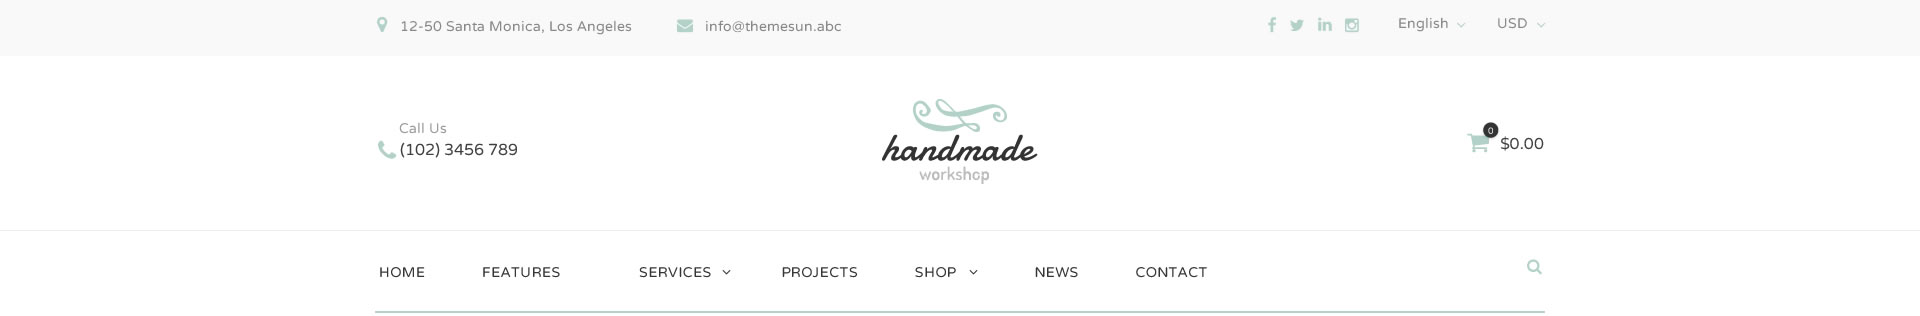 12-50 Santa Monica, Los Angeles info@themesun.abc English USD
Call Us
(102) 3456 789
handmade
workshop
0
$0.00
HOME FEATURES SERVICES PROJECTS SHOP NEWS CONTACT